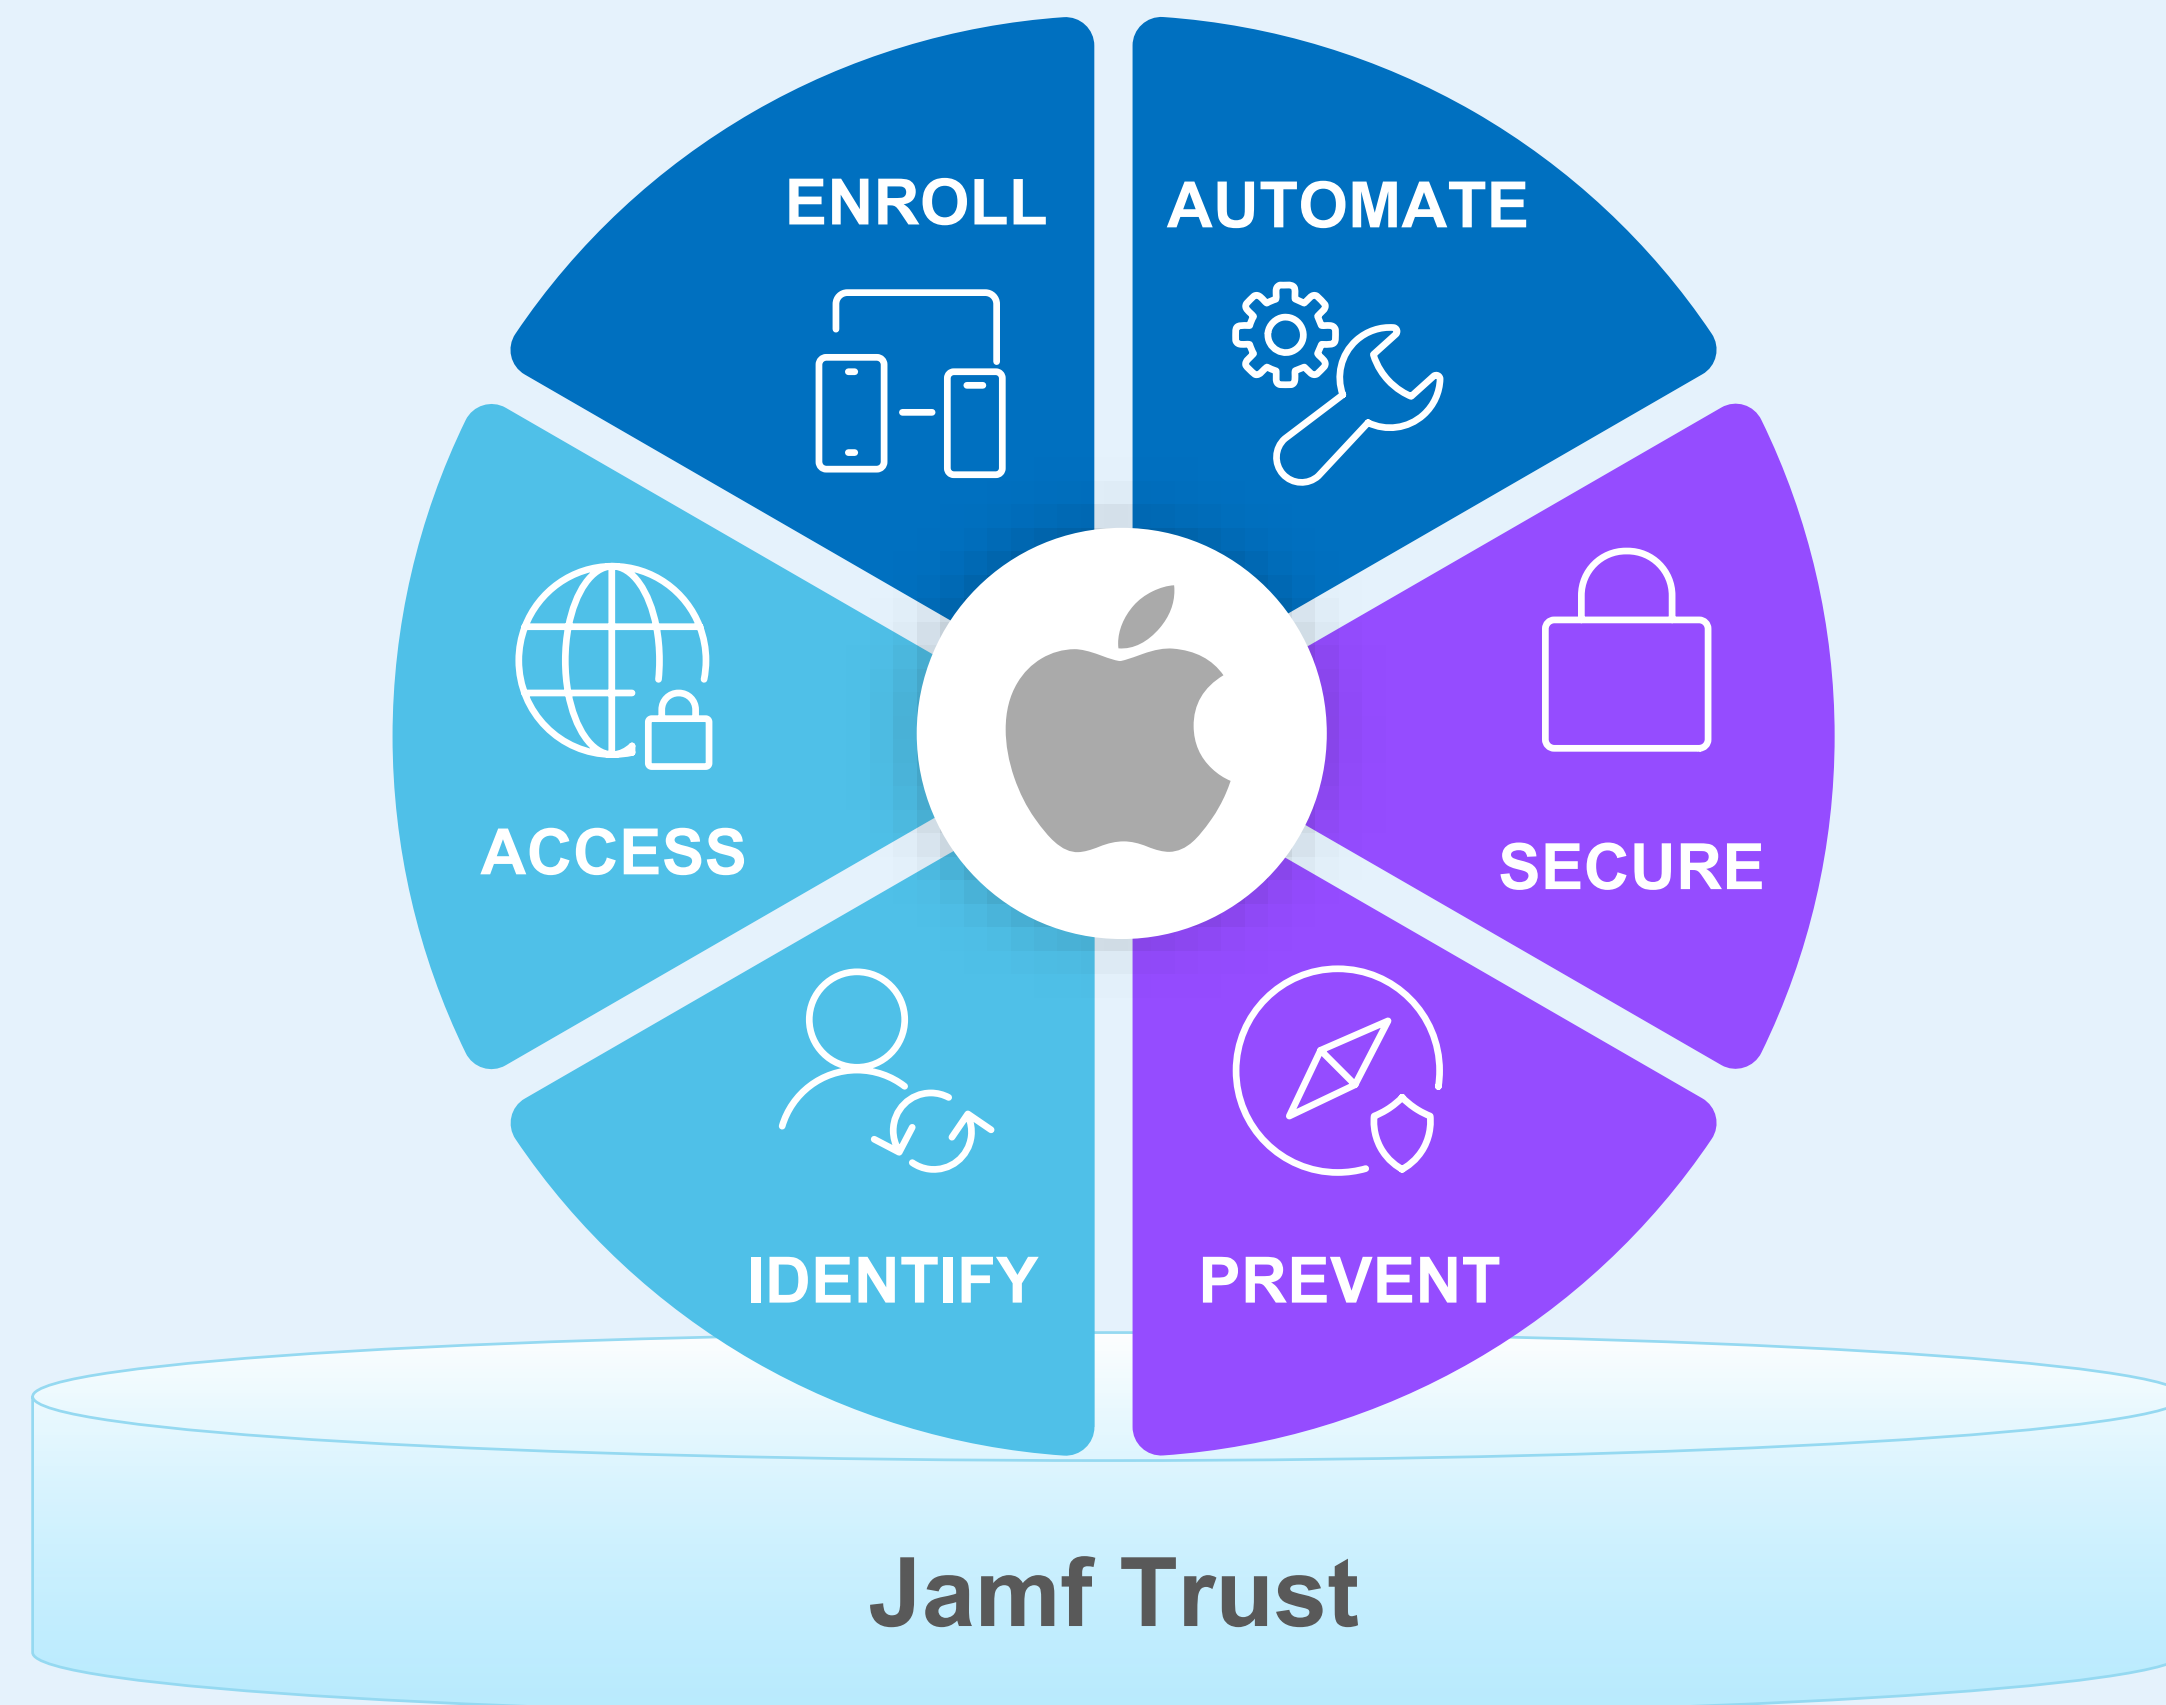 ENROLL
AUTOMATE
ACCESS
SECURE
IDENTIFY
PREVENT
Jamf Trust